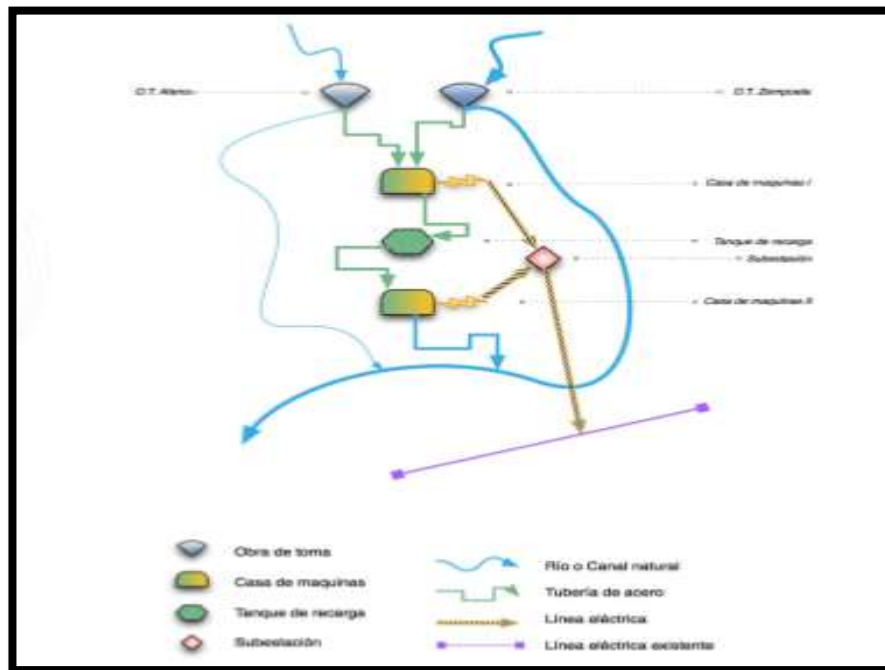 O.T. Atenco
O.T. Zempoala
Casa de maquinas I
Tanque de recarga
Subestación
Casa de maquinas II
Obra de toma
Casa de maquinas
Tanque de recarga
Subestación
Río o Canal natural
Tubería de acero
Línea eléctrica
Línea eléctrica existente